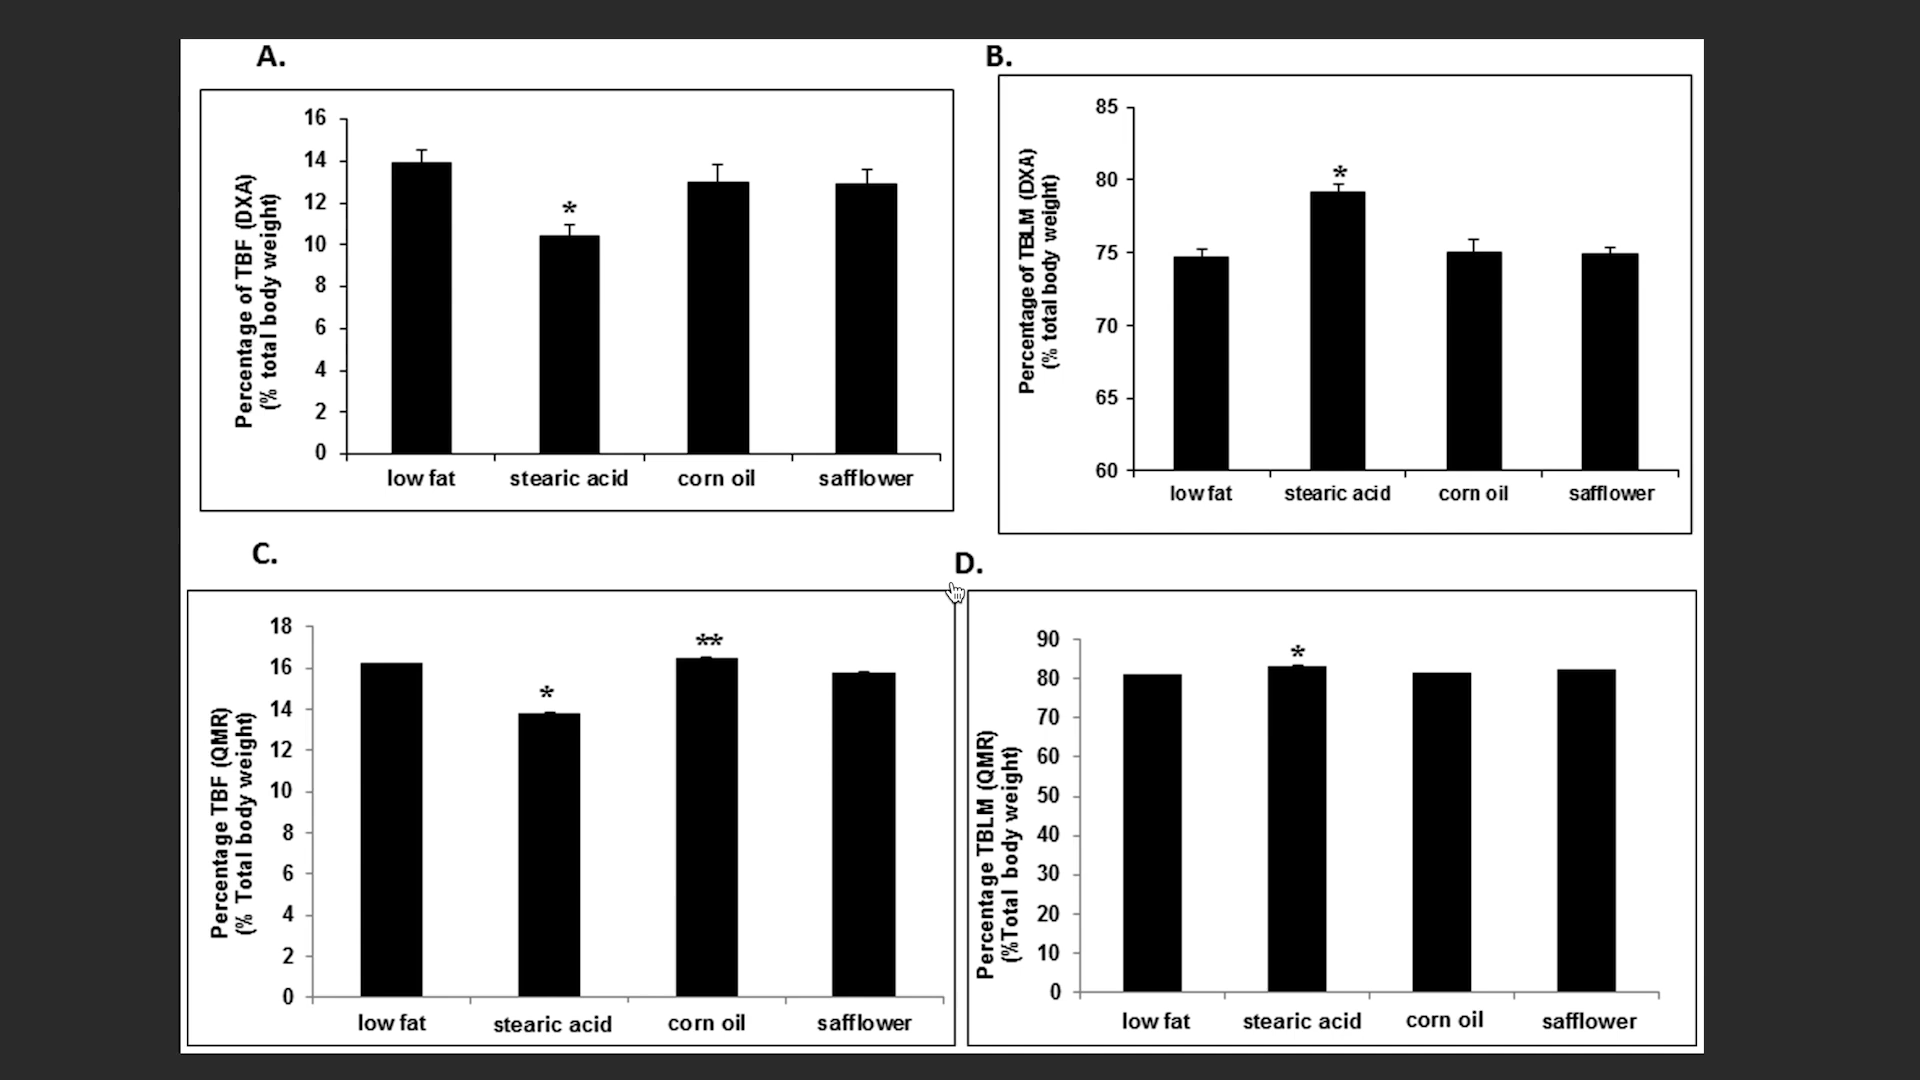 A.
Percentage of TBF (DXA)
(% total body weight)
16
14
12
10
8
6
4
2
0
*
low fat
stearic acid
corn oil
safflower
B.
Percentage of TBLM (DXA)
(% total body weight)
85
80
75
70
65
60
*
low fat
stearic acid
corn oil
safflower
C.
Percentage TBF (QMR)
(% Total body weight)
18
16
14
12
10
8
6
4
2
0
*
**
low fat
stearic acid
corn oil
safflower
D.
Percentage TBLM (QMR)
(%Total body weight)
90
80
70
60
50
40
30
20
10
0
*
low fat
stearic acid
corn oil
safflower